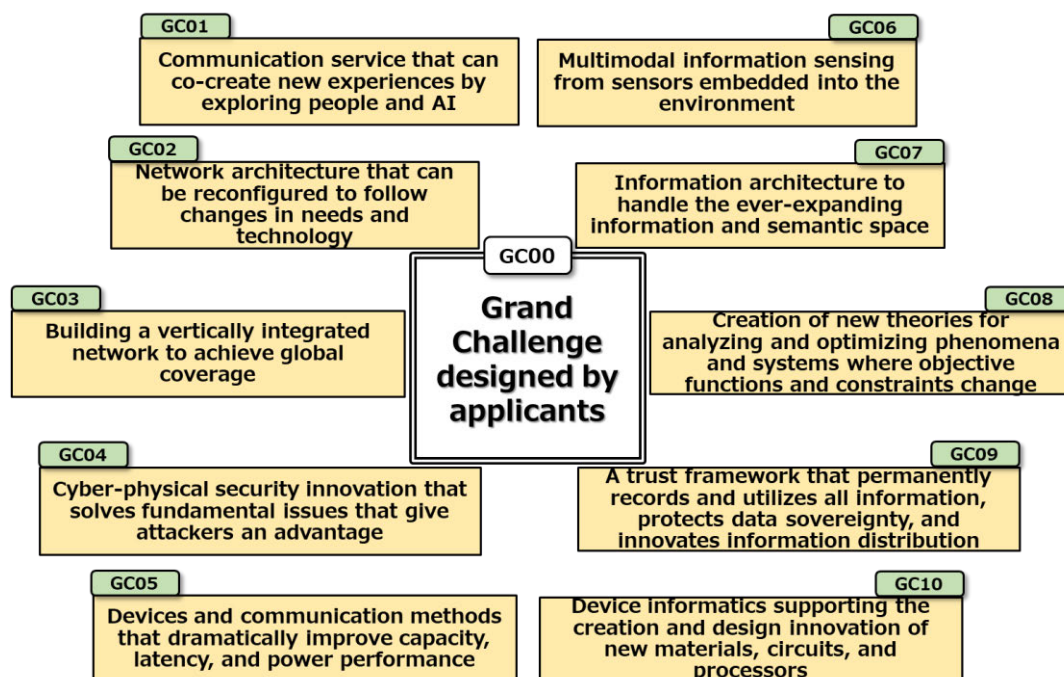 GC01
Communication service that can
co-create new experiences by
exploring people and AI
GC06
Multimodal information sensing
from sensors embedded into the
environment
GC02
Network architecture that can
be reconfigured to follow
changes in needs and
technology
GC07
Information architecture to
handle the ever-expanding
information and semantic space
GC00
Grand
Challenge
designed by
applicants
GC03
Building a vertically integrated
network to achieve global
coverage
GC08
Creation of new theories for
analyzing and optimizing phenomena
and systems where objective
functions and constraints change
GC04
Cyber-physical security innovation that
solves fundamental issues that give
attackers an advantage
GC09
A trust framework that permanently
records and utilizes all information,
protects data sovereignty, and
innovates information distribution
GC05
Devices and communication methods
that dramatically improve capacity,
latency, and power performance
GC10
Device informatics supporting the
creation and design innovation of
new materials, circuits, and
processors